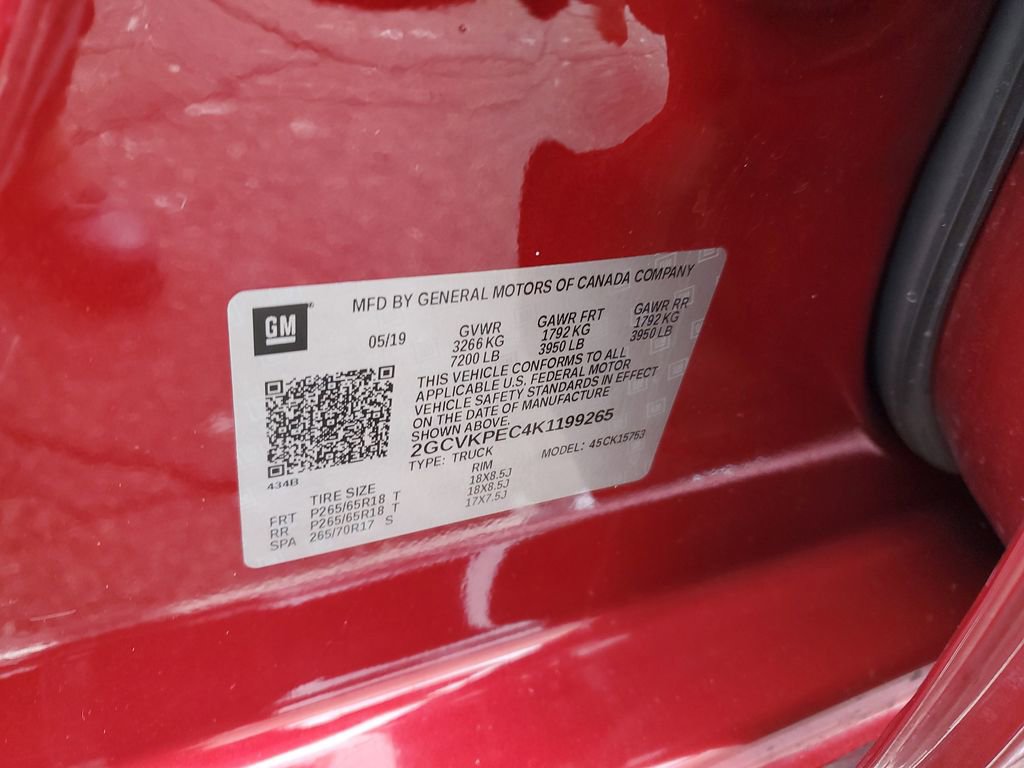 MFD BY GENERAL MOTORS OF CANADA COMPANY
GM
05/19
GVWR
3266 KG
7200 LB
GAWR FRT
1792 KG
3950 LB
GAWR RR
1792 KG
3950 LB
THIS VEHICLE CONFORMS TO ALL
APPLICABLE U.S. FEDERAL MOTOR
VEHICLE SAFETY STANDARDS IN EFFECT
ON THE DATE OF MANUFACTURE
SHOWN ABOVE.
2GCVKPEC4K1199265
TYPE: TRUCK MODEL: 45CK15753
434B
TIRE SIZE RIM
FRT P265/65R18 T 18X8.5J
RR P265/65R18 T 18X8.5J
SPA 265/70R17 S 17X7.5J